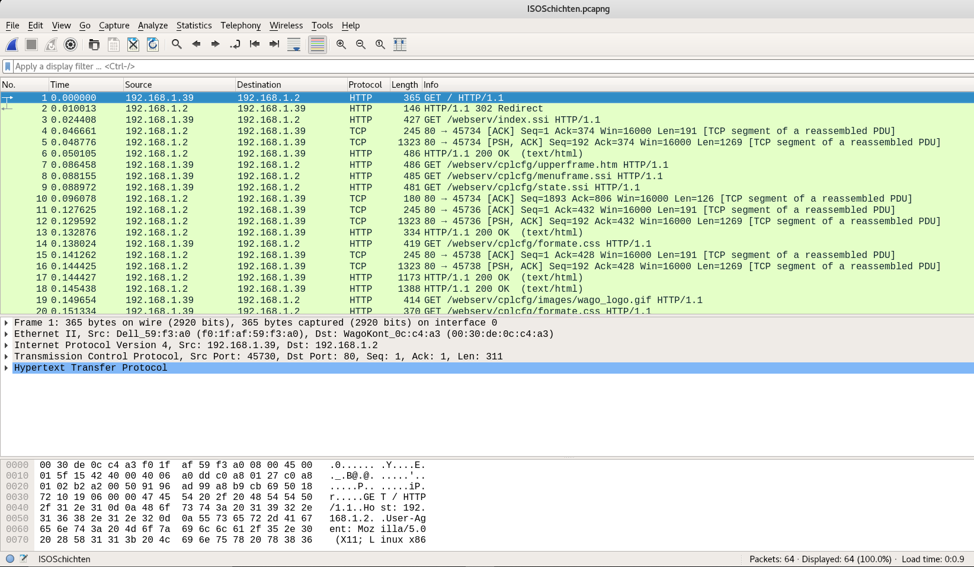 ISOSchichten.pcapng
File Edit View Go Capture Analyze Statistics Telephony Wireless Tools Help
Apply a display filter ... <Ctrl-/>
No. Time Source Destination Protocol Length Info
1 0.000000 192.168.1.39 192.168.1.2 HTTP 365 GET / HTTP/1.1
2 0.010013 192.168.1.2 192.168.1.39 HTTP 146 HTTP/1.1 302 Redirect
3 0.024408 192.168.1.39 192.168.1.2 HTTP 427 GET /webserv/index.ssi HTTP/1.1
4 0.046661 192.168.1.2 192.168.1.39 TCP 245 80 → 45734 [ACK] Seq=1 Ack=374 Win=16000 Len=191 [TCP segment of a reassembled PDU]
5 0.048776 192.168.1.2 192.168.1.39 TCP 1323 80 → 45734 [PSH, ACK] Seq=192 Ack=374 Win=16000 Len=1269 [TCP segment of a reassembled PDU]
6 0.050105 192.168.1.2 192.168.1.39 HTTP 486 HTTP/1.1 200 OK (text/html)
7 0.086458 192.168.1.39 192.168.1.2 HTTP 486 GET /webserv/cplcfg/upperframe.htm HTTP/1.1
8 0.088155 192.168.1.39 192.168.1.2 HTTP 485 GET /webserv/cplcfg/menuframe.ssi HTTP/1.1
9 0.088972 192.168.1.39 192.168.1.2 HTTP 481 GET /webserv/cplcfg/state.ssi HTTP/1.1
10 0.096078 192.168.1.2 192.168.1.39 TCP 180 80 → 45734 [ACK] Seq=1893 Ack=806 Win=16000 Len=126 [TCP segment of a reassembled PDU]
11 0.127625 192.168.1.2 192.168.1.39 TCP 245 80 → 45736 [ACK] Seq=1 Ack=432 Win=16000 Len=191 [TCP segment of a reassembled PDU]
12 0.129592 192.168.1.2 192.168.1.39 TCP 1323 80 → 45736 [PSH, ACK] Seq=192 Ack=432 Win=16000 Len=1269 [TCP segment of a reassembled PDU]
13 0.132876 192.168.1.2 192.168.1.39 HTTP 334 HTTP/1.1 200 OK (text/html)
14 0.138024 192.168.1.39 192.168.1.2 HTTP 419 GET /webserv/cplcfg/formate.css HTTP/1.1
15 0.141262 192.168.1.2 192.168.1.39 TCP 245 80 → 45738 [ACK] Seq=1 Ack=428 Win=16000 Len=191 [TCP segment of a reassembled PDU]
16 0.144425 192.168.1.2 192.168.1.39 TCP 1323 80 → 45738 [PSH, ACK] Seq=192 Ack=428 Win=16000 Len=1269 [TCP segment of a reassembled PDU]
17 0.144427 192.168.1.2 192.168.1.39 HTTP 1173 HTTP/1.1 200 OK (text/html)
18 0.145438 192.168.1.2 192.168.1.39 HTTP 1388 HTTP/1.1 200 OK (text/html)
19 0.149654 192.168.1.39 192.168.1.2 HTTP 414 GET /webserv/cplcfg/images/wago_logo.gif HTTP/1.1
20 0.151334 192.168.1.39 192.168.1.2 HTTP 370 GET /webserv/cplcfg/formate.css HTTP/1.1
Frame 1: 365 bytes on wire (2920 bits), 365 bytes captured (2920 bits) on interface 0
Ethernet II, Src: Dell_59:f3:a0 (f0:1f:af:59:f3:a0), Dst: WagoKont_0c:c4:a3 (00:30:de:0c:c4:a3)
Internet Protocol Version 4, Src: 192.168.1.39, Dst: 192.168.1.2
Transmission Control Protocol, Src Port: 45730, Dst Port: 80, Seq: 1, Ack: 1, Len: 311
Hypertext Transfer Protocol
0000 00 30 de 0c c4 a3 f0 1f af 59 f3 a0 08 00 45 00 .0...... .Y....E.
0010 01 5f 15 42 40 00 40 06 a0 dd c0 a8 01 27 c0 a8 ._.B@.@. .....'..
0020 01 02 b2 a2 00 50 91 96 ad 99 a8 b9 cb 69 50 18 .....P.. .....iP.
0030 72 10 19 06 00 00 47 45 54 20 2f 20 48 54 54 50 r.....GE T / HTTP
0040 2f 31 2e 31 0d 0a 48 6f 73 74 3a 20 31 39 32 2e /1.1..Ho st: 192.
0050 31 36 38 2e 31 2e 32 0d 0a 55 73 65 72 2d 41 67 168.1.2. .User-Ag
0060 65 6e 74 3a 20 4d 6f 7a 69 6c 6c 61 2f 35 2e 30 ent: Moz illa/5.0
0070 20 28 58 31 31 3b 20 4c 69 6e 75 78 20 78 38 36 (X11; L inux x86
ISOSchichten Packets: 64 · Displayed: 64 (100.0%) · Load time: 0:0.9